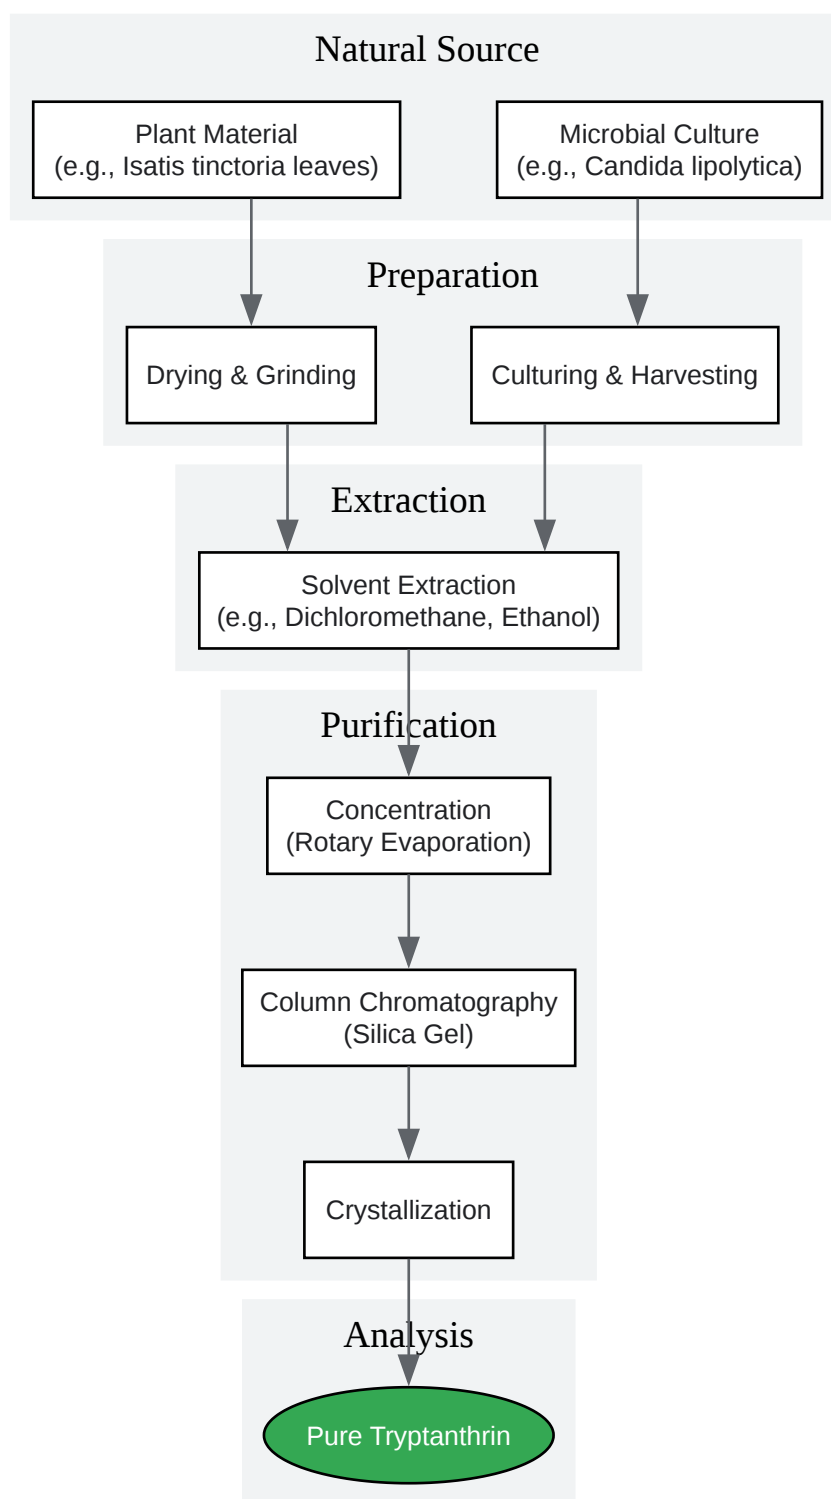 Natural Source
Plant Material
(e.g., Isatis tinctoria leaves)
Microbial Culture
(e.g., Candida lipolytica)
Preparation
Drying & Grinding
Culturing & Harvesting
Extraction
Solvent Extraction
(e.g., Dichloromethane, Ethanol)
Purification
Concentration
(Rotary Evaporation)
Column Chromatography
(Silica Gel)
Crystallization
Analysis
Pure Tryptanthrin